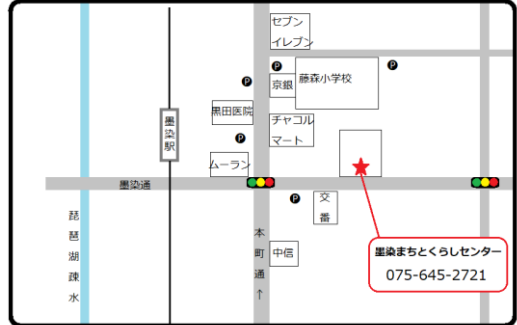 セブン
イレブン
Ⓟ
Ⓟ
Ⓟ
京銀
藤森小学校
黒田医院
チャコル
マート
墨染駅
Ⓟ
ムーラン
墨染通
Ⓟ
交番
琵琶湖疎水
本町通↑
中信
墨染まちとくらしセンター
075-645-2721